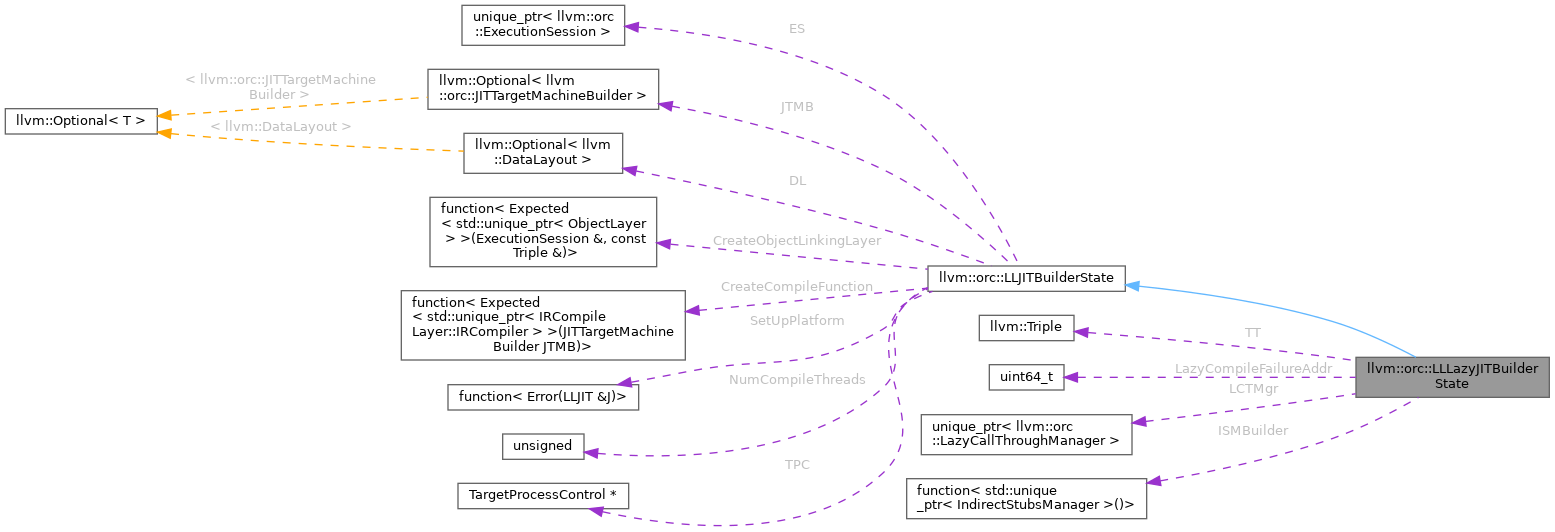 unique_ptr< llvm::orc
::ExecutionSession >
ES
< llvm::orc::JITTargetMachine
Builder >
llvm::Optional< llvm
::orc::JITTargetMachineBuilder >
JTMB
llvm::Optional< T >
< llvm::DataLayout >
llvm::Optional< llvm
::DataLayout >
DL
function< Expected
< std::unique_ptr< ObjectLayer
> >(ExecutionSession &, const
Triple &)>
CreateObjectLinkingLayer
llvm::orc::LLJITBuilderState
function< Expected
< std::unique_ptr< IRCompile
Layer::IRCompiler > >(JITTargetMachine
Builder JTMB)>
CreateCompileFunction
SetUpPlatform
llvm::Triple
TT
uint64_t
LazyCompileFailureAddr
llvm::orc::LLLazyJITBuilder
State
function< Error(LLJIT &J)>
NumCompileThreads
LCTMgr
unique_ptr< llvm::orc
::LazyCallThroughManager >
ISMBuilder
unsigned
TPC
TargetProcessControl *
function< std::unique
_ptr< IndirectStubsManager >()>